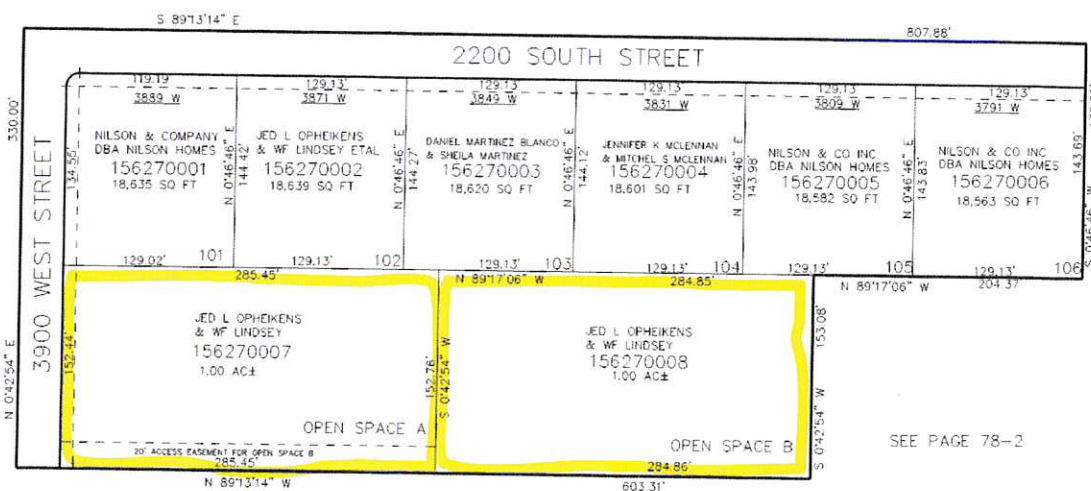 S 89°13'14" E
807.88'
2200 SOUTH STREET
330.00'
3900 WEST STREET
119.19
3889 W
129.13'
3871 W
129.13'
3849 W
129.13
3831 W
129.13'
3809 W
129.13
3791 W
134.55'
NILSON & COMPANY
DBA NILSON HOMES
156270001
18,635 SQ FT
N 0°46'46" E
144.42'
JED L OPHEIKENS
& WF LINDSEY ETAL
156270002
18,639 SQ FT
N 0°46'46" E
144.27'
DANIEL MARTINEZ BLANCO
& SHEILA MARTINEZ
156270003
18,620 SQ FT
N 0°46'46" E
144.12'
JENNIFER K MCLENNAN
& MITCHEL S MCLENNAN
156270004
18,601 SQ FT
N 0°46'46" E
143.98'
NILSON & CO INC
DBA NILSON HOMES
156270005
18,582 SQ FT
N 0°46'46" E
143.83'
NILSON & CO INC
DBA NILSON HOMES
156270006
18,563 SQ FT
143.69'
S 0°46'46" W
129.02'
101
129.13'
102
129.13'
103
129.13'
104
129.13'
105
129.13'
106
285.45'
N 89°17'06" W
284.85'
N 89°17'06" W
204.37'
N 0°42'54" E
152.44'
JED L OPHEIKENS
& WF LINDSEY
156270007
1.00 AC±
OPEN SPACE A
20' ACCESS EASEMENT FOR OPEN SPACE B
285.45'
N 89°13'14" W
152.76'
S 0°42'54" W
JED L OPHEIKENS
& WF LINDSEY
156270008
1.00 AC±
OPEN SPACE B
284.86'
603.31'
153.08'
S 0°42'54" W
SEE PAGE 78-2